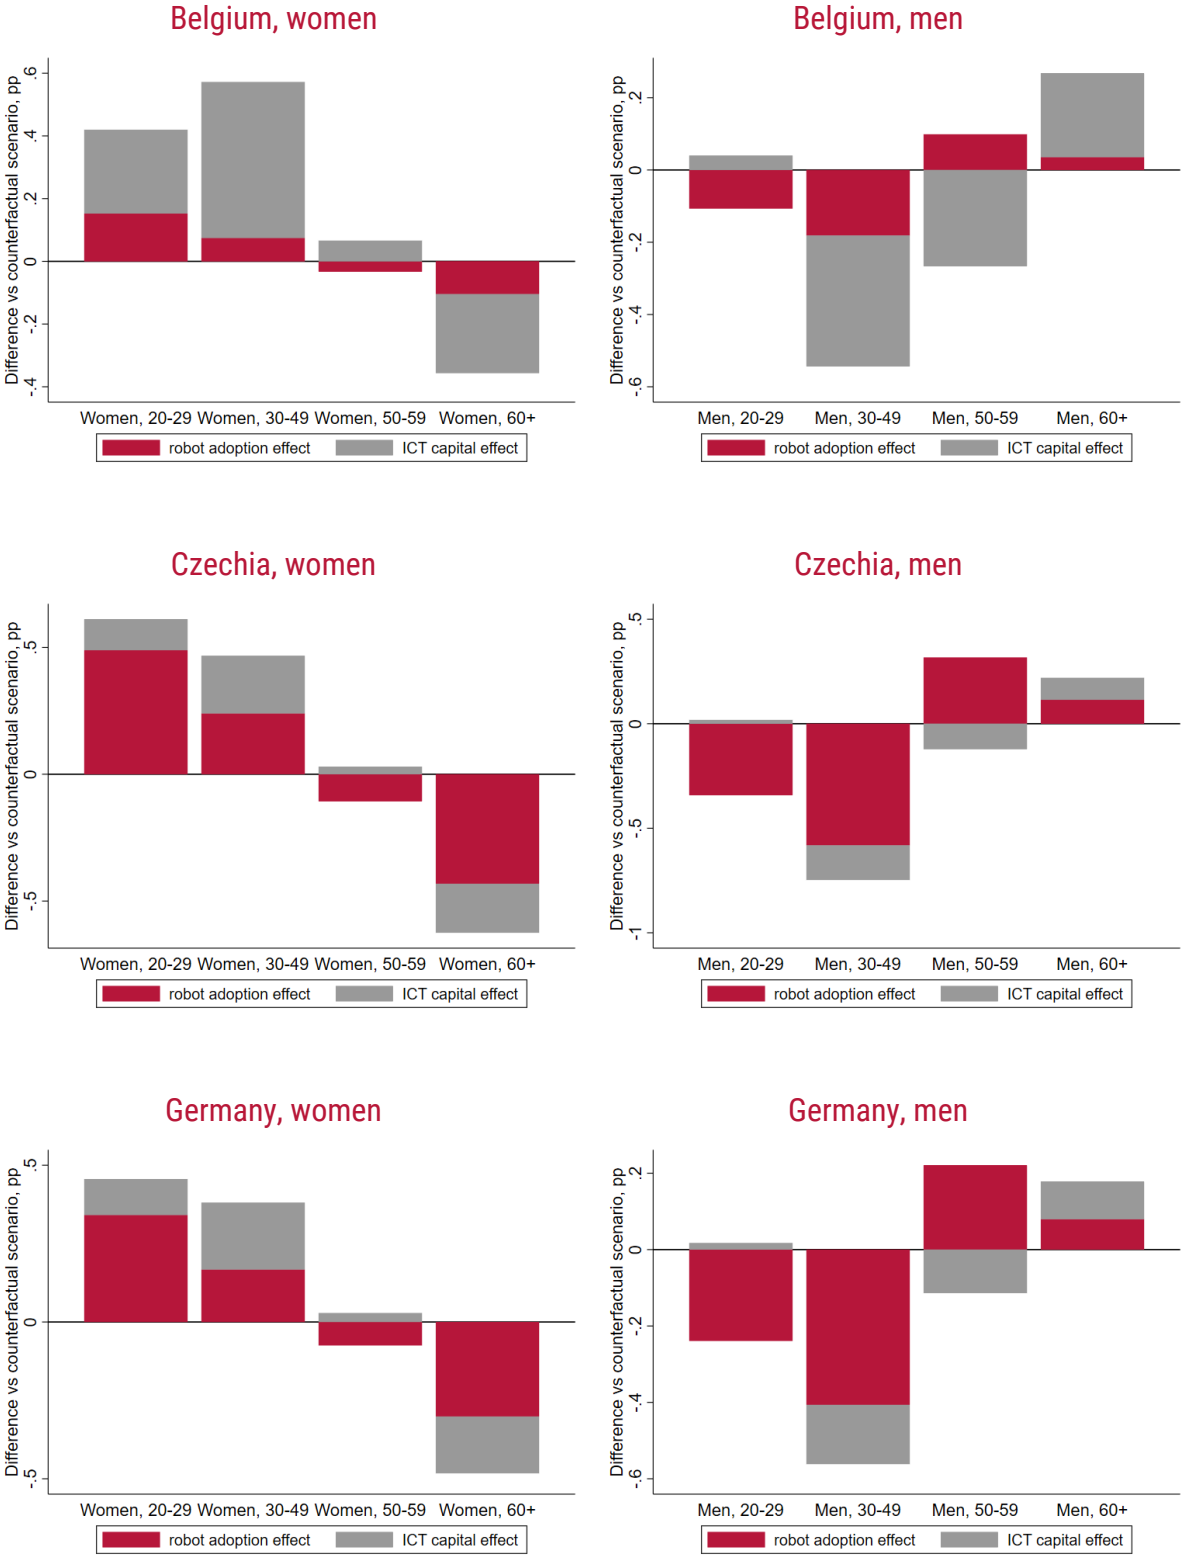 Belgium, women
Difference vs counterfactual scenario, pp
.6
.4
.2
0
-.2
-.4
Women, 20-29 Women, 30-49 Women, 50-59 Women, 60+
robot adoption effect ICT capital effect
Belgium, men
Difference vs counterfactual scenario, pp
.2
0
-.2
-.4
-.6
Men, 20-29 Men, 30-49 Men, 50-59 Men, 60+
robot adoption effect ICT capital effect
Czechia, women
Difference vs counterfactual scenario, pp
.5
0
-.5
Women, 20-29 Women, 30-49 Women, 50-59 Women, 60+
robot adoption effect ICT capital effect
Czechia, men
Difference vs counterfactual scenario, pp
.5
0
-.5
-1
Men, 20-29 Men, 30-49 Men, 50-59 Men, 60+
robot adoption effect ICT capital effect
Germany, women
Difference vs counterfactual scenario, pp
.5
0
-.5
Women, 20-29 Women, 30-49 Women, 50-59 Women, 60+
robot adoption effect ICT capital effect
Germany, men
Difference vs counterfactual scenario, pp
.2
0
-.2
-.4
-.6
Men, 20-29 Men, 30-49 Men, 50-59 Men, 60+
robot adoption effect ICT capital effect